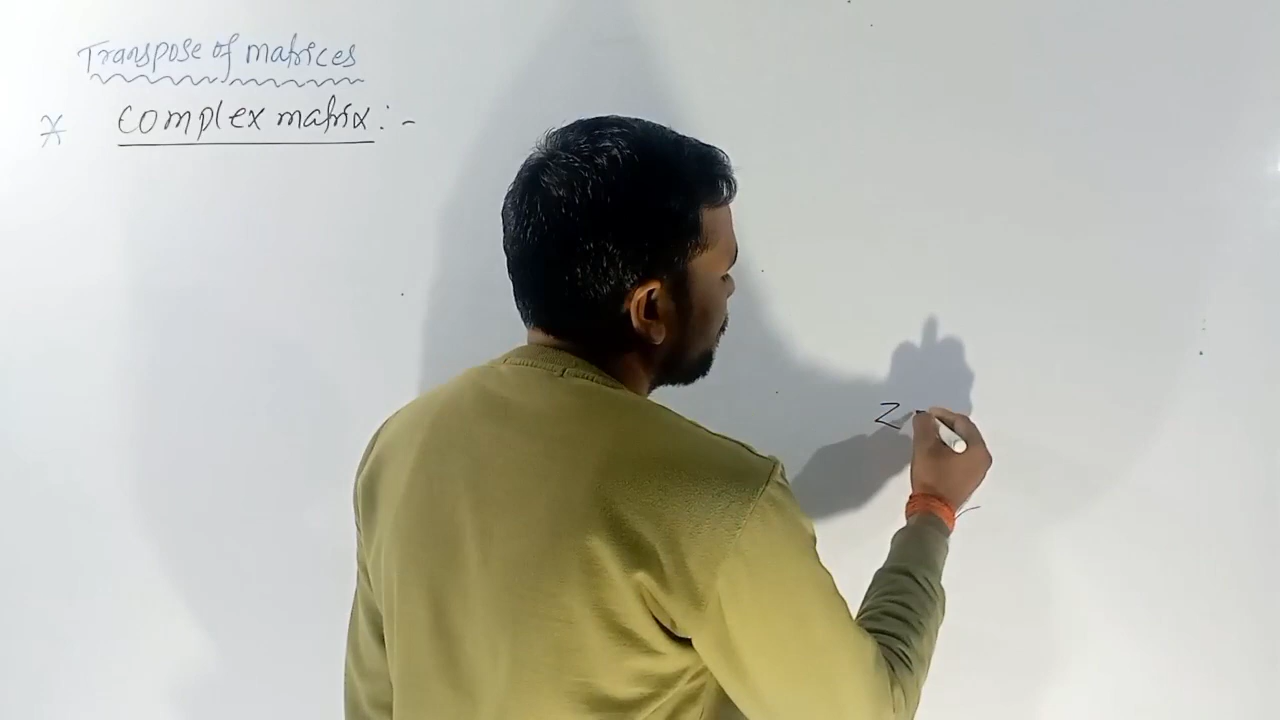 Transpose of matrices
* complex matrix : -
Z